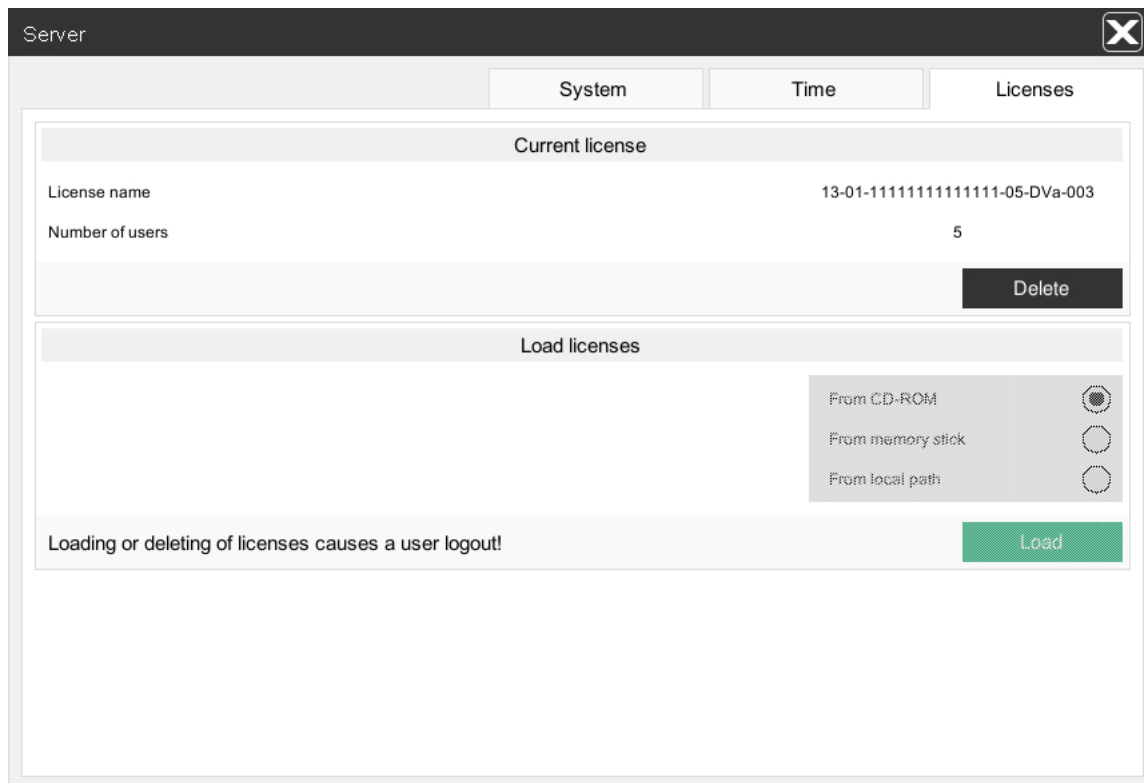 Server
System Time Licenses
Current license
License name 13-01-11111111111111-05-DVa-003
Number of users 5
Delete
Load licenses
From CD-ROM
From memory stick
From local path
Loading or deleting of licenses causes a user logout! Load